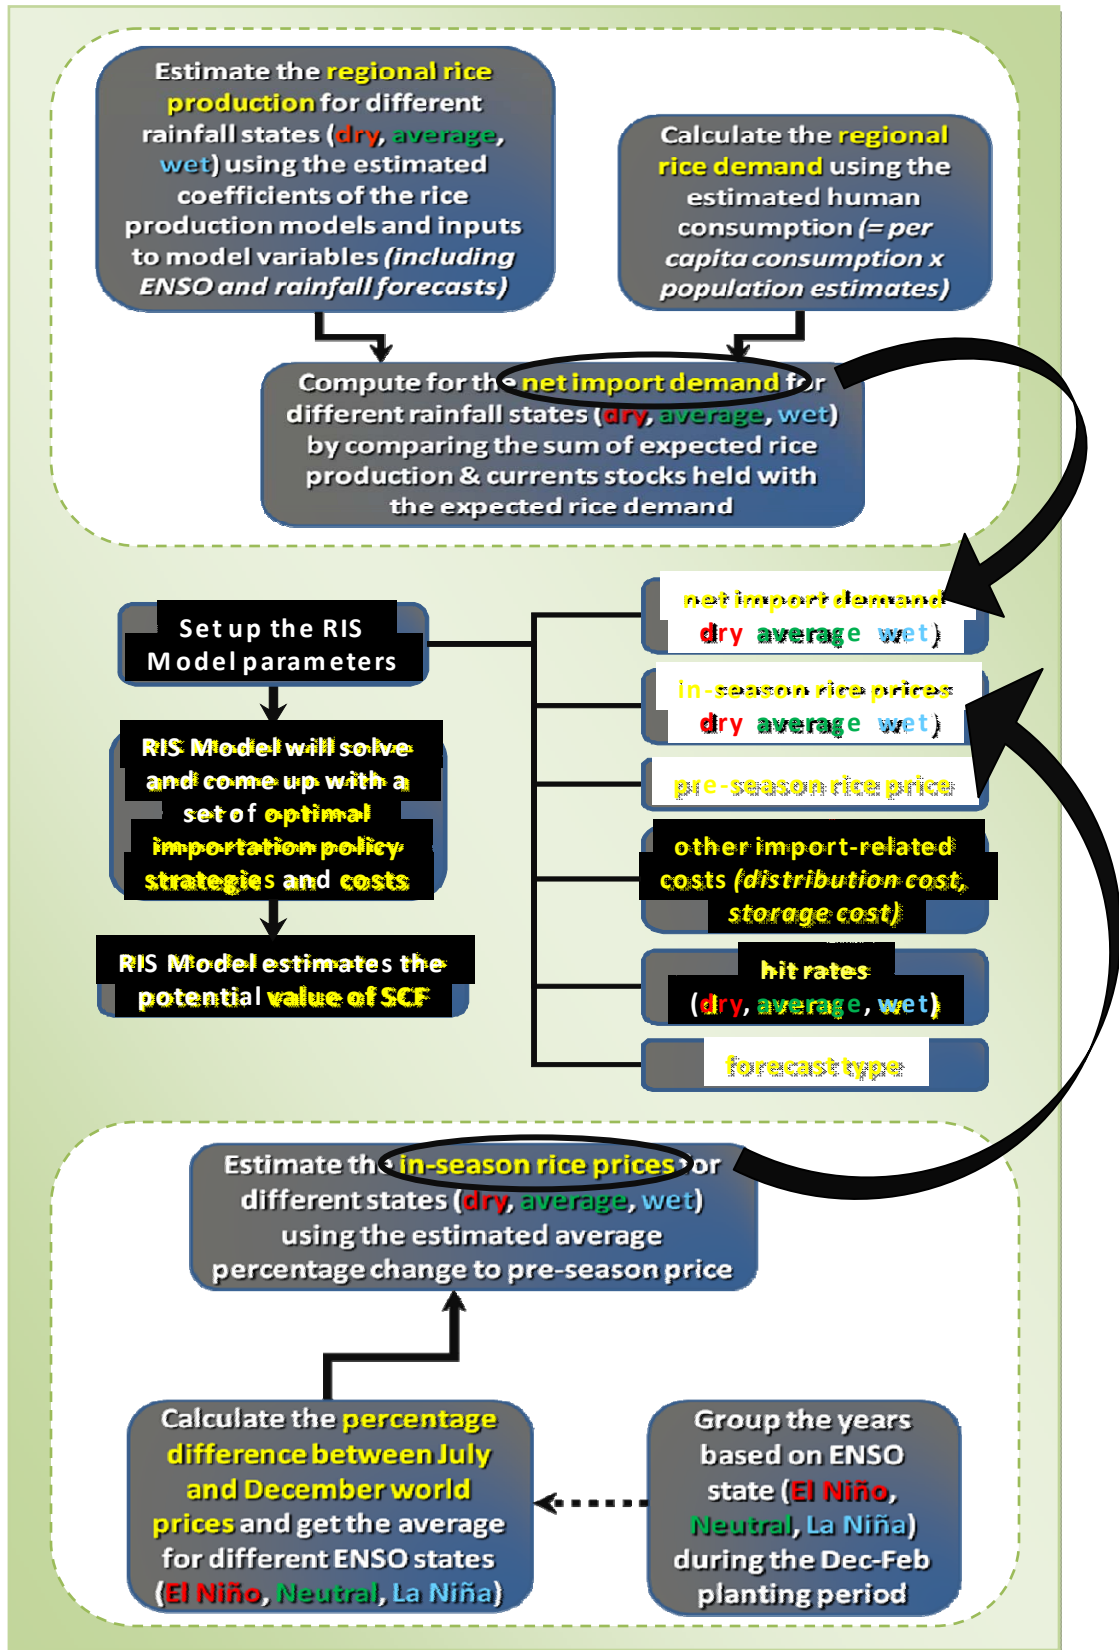 Estimate the regional rice
production for different
rainfall states (dry, average,
wet) using the estimated
coefficients of the rice
production models and inputs
to model variables (including
ENSO and rainfall forecasts)
Calculate the regional
rice demand using the
estimated human
consumption (= per
capita consumption x
population estimates)
Compute for the net import demand for
different rainfall states (dry, average, wet)
by comparing the sum of expected rice
production & currents stocks held with
the expected rice demand
Set up the RIS
Model parameters
RIS Model will solve
and come up with a
set of optimal
importation policy
strategies and costs
RIS Model estimates the
potential value of SCF
net import demand
dry average wet)
in-season rice prices
dry average wet)
pre-season rice price
other import-related
costs (distribution cost,
storage cost)
hit rates
(dry, average, wet)
forecast type
Estimate the in-season rice prices for
different states (dry, average, wet)
using the estimated average
percentage change to pre-season price
Calculate the percentage
difference between July
and December world
prices and get the average
for different ENSO states
(El Niño, Neutral, La Niña)
Group the years
based on ENSO
state (El Niño,
Neutral, La Niña)
during the Dec-Feb
planting period